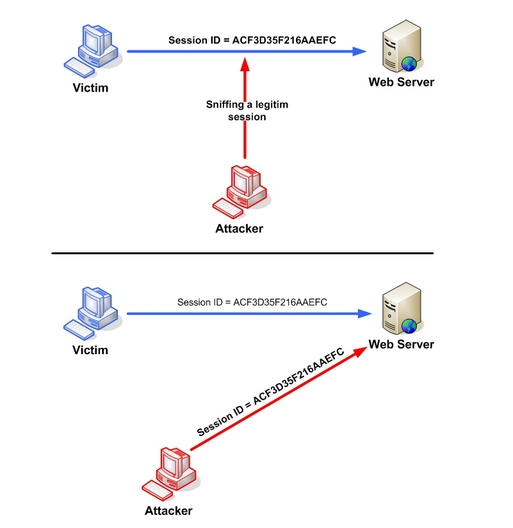 Session ID = ACF3D35F216AAEFC
Victim
Web Server
Sniffing a legitim
session
Attacker
Session ID = ACF3D35F216AAEFC
Victim
Web Server
Session ID = ACF3D35F216AAEFC
Attacker